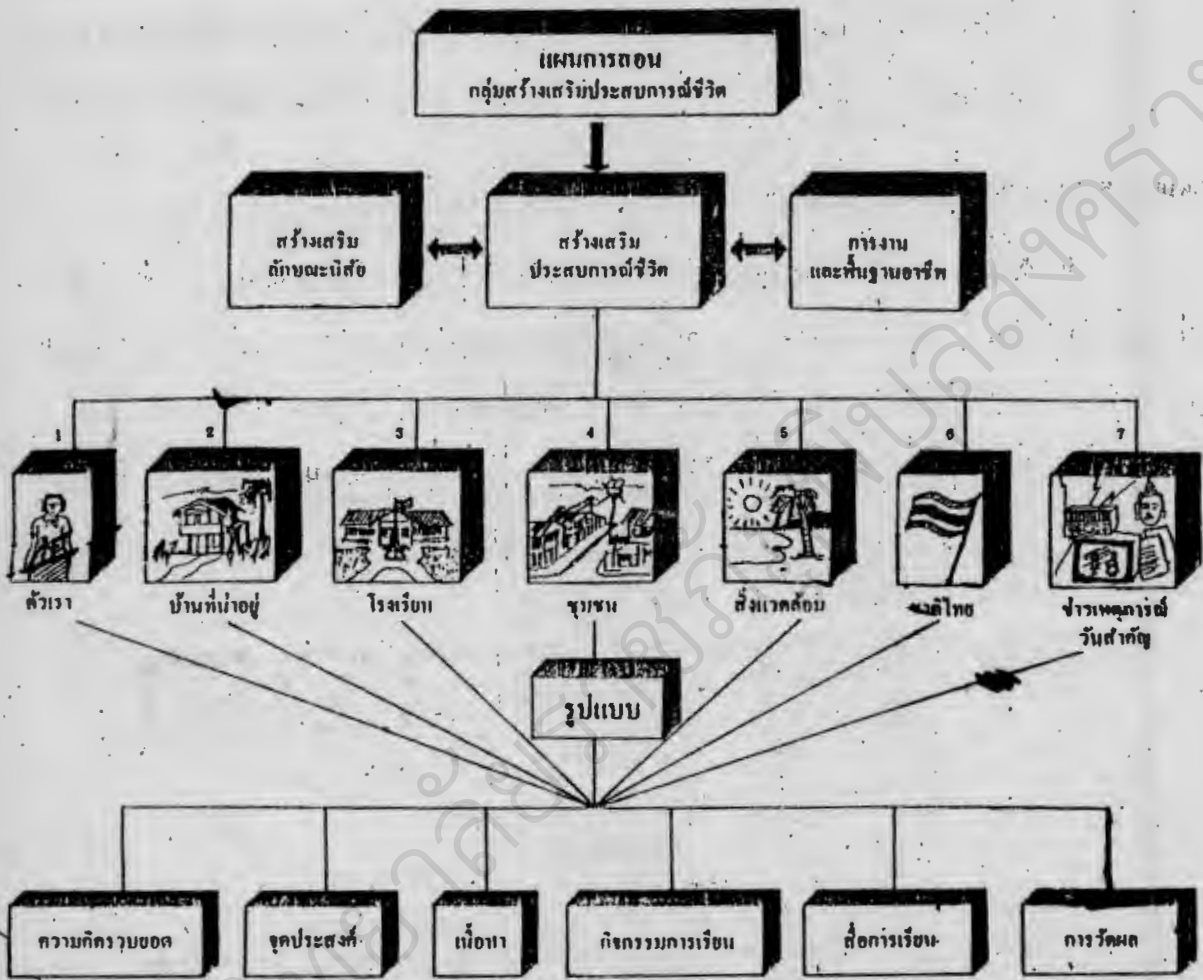 แผนการสอน
กลุ่มสร้างเสริมประสบการณ์ชีวิต
สร้างเสริม
ลักษณะนิสัย
สร้างเสริม
ประสบการณ์ชีวิต
การงาน
และพื้นฐานอาชีพ
1 2 3 4 5 6 7
ตัวเรา
บ้านที่น่าอยู่
โรงเรียน
ชุมชน
สิ่งแวดล้อม
ชาติไทย
ข่าวเหตุการณ์
วันสำคัญ
รูปแบบ
ความคิดรวบยอด
จุดประสงค์
เนื้อหา
กิจกรรมการเรียน
สื่อการเรียน
การวัดผล